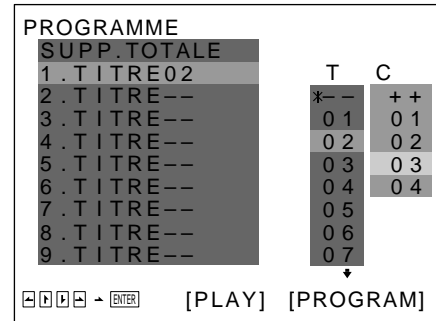 PROGRAMME
SUPP.TOTALE
1.TITRE02
2.TITRE−−
3.TITRE−−
4.TITRE−−
5.TITRE−−
6.TITRE−−
7.TITRE−−
8.TITRE−−
9.TITRE−−
T C
*−− ++
01 01
02 02
03 03
04 04
05
06
07
ENTER [PLAY] [PROGRAM]